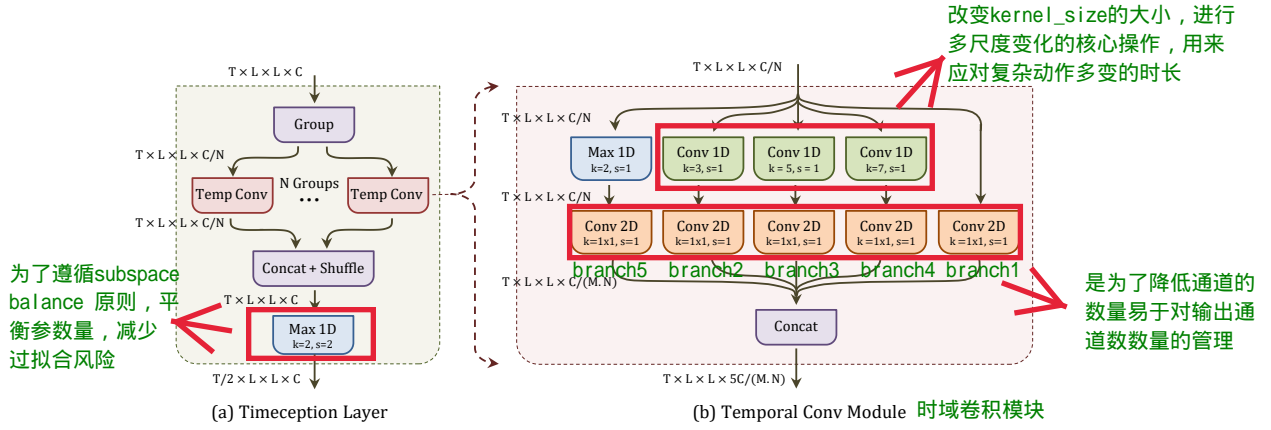 改变kernel_size的大小，进行
多尺度变化的核心操作，用来
应对复杂动作多变的时长
T × L × L × C
Group
T × L × L × C/N
Temp Conv
N Groups
...
Temp Conv
T × L × L × C/N
Concat + Shuffle
T × L × L × C
Max 1D
k=2, s=2
T/2 × L × L × C
(a) Timeception Layer
为了遵循subspace
balance 原则，平
衡参数量，减少
过拟合风险
T × L × L × C/N
T × L × L × C/N
Max 1D
k=2, s=1
Conv 1D
k=3, s=1
Conv 1D
k = 5, s = 1
Conv 1D
k=7, s=1
T × L × L × C/N
Conv 2D
k=1x1, s=1
Conv 2D
k=1x1, s=1
Conv 2D
k=1x1, s=1
Conv 2D
k =1x1, s=1
Conv 2D
k =1x1, s=1
branch5
branch2
branch3
branch4
branch1
T × L × L × C/(M.N)
Concat
T × L × L × 5C/(M.N)
(b) Temporal Conv Module
时域卷积模块
是为了降低通道的
数量易于对输出通
道数数量的管理